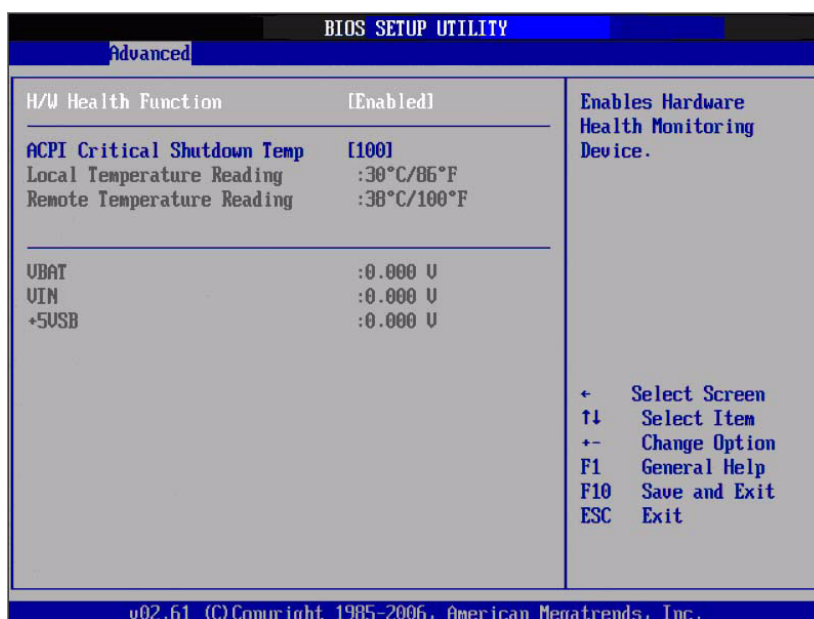 BIOS SETUP UTILITY
Advanced
H/W Health Function [Enabled]
ACPI Critical Shutdown Temp [100]
Local Temperature Reading :30°C/86°F
Remote Temperature Reading :38°C/100°F
VBAT :0.000 V
VIN :0.000 V
+5VSB :0.000 V
Enables Hardware
Health Monitoring
Device.
← Select Screen
↑↓ Select Item
+- Change Option
F1 General Help
F10 Save and Exit
ESC Exit
v02.61 (C)Copyright 1985-2006, American Megatrends, Inc.